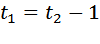 t₁ = t₂ − 1